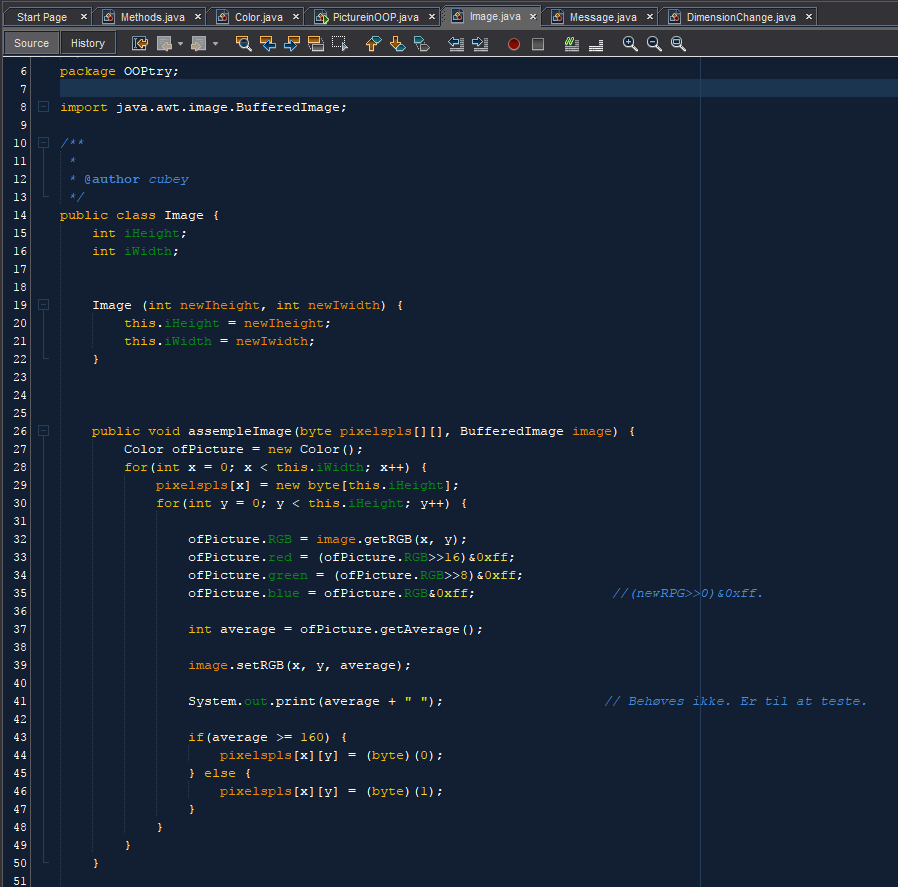 Start Page × Methods.java × Color.java × PictureinOOP.java × Image.java × Message.java × DimensionChange.java ×
Source History
6 package OOPtry;
7
8 import java.awt.image.BufferedImage;
9
10 /**
11 *
12 * @author cubey
13 */
14 public class Image {
15 int iHeight;
16 int iWidth;
17
18
19 Image (int newIheight, int newIwidth) {
20 this.iHeight = newIheight;
21 this.iWidth = newIwidth;
22 }
23
24
25
26 public void assempleImage(byte pixelspls[][], BufferedImage image) {
27 Color ofPicture = new Color();
28 for(int x = 0; x < this.iWidth; x++) {
29 pixelspls[x] = new byte[this.iHeight];
30 for(int y = 0; y < this.iHeight; y++) {
31
32 ofPicture.RGB = image.getRGB(x, y);
33 ofPicture.red = (ofPicture.RGB>>16)&0xff;
34 ofPicture.green = (ofPicture.RGB>>8)&0xff;
35 ofPicture.blue = ofPicture.RGB&0xff; //(newRPG>>0)&0xff.
36
37 int average = ofPicture.getAverage();
38
39 image.setRGB(x, y, average);
40
41 System.out.print(average + " "); // Behøves ikke. Er til at teste.
42
43 if(average >= 160) {
44 pixelspls[x][y] = (byte)(0);
45 } else {
46 pixelspls[x][y] = (byte)(1);
47 }
48 }
49 }
50 }
51